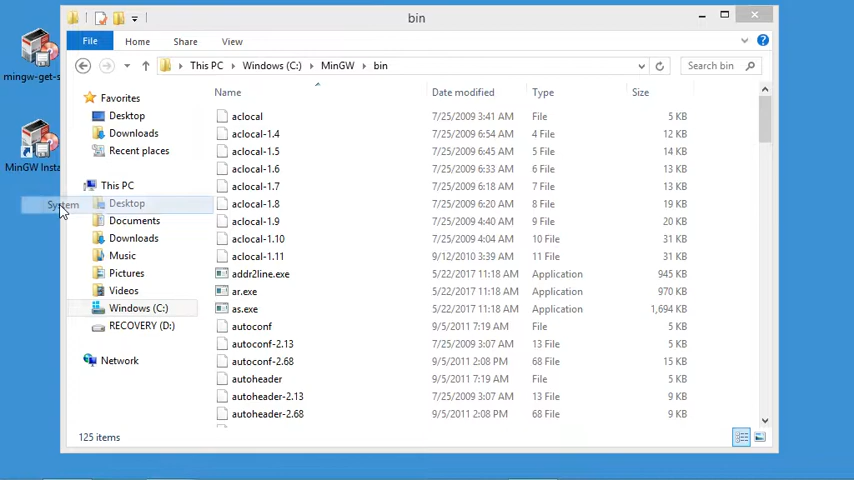 bin
File Home Share View
This PC Windows (C:) MinGW bin Search bin
mingw-get-s
MinGW Insta
Favorites
Desktop
Downloads
Recent places
This PC
System
Desktop
Documents
Downloads
Music
Pictures
Videos
Windows (C:)
RECOVERY (D:)
Network
Name Date modified Type Size
aclocal 7/25/2009 3:41 AM File 5 KB
aclocal-1.4 7/25/2009 6:54 AM 4 File 12 KB
aclocal-1.5 7/25/2009 6:45 AM 5 File 14 KB
aclocal-1.6 7/25/2009 6:33 AM 6 File 17 KB
aclocal-1.7 7/25/2009 6:18 AM 7 File 13 KB
aclocal-1.8 7/25/2009 7:34 AM 8 File 19 KB
aclocal-1.9 7/25/2009 4:40 AM 9 File 21 KB
aclocal-1.10 7/25/2009 4:04 AM 10 File 31 KB
aclocal-1.11 9/12/2010 3:39 AM 11 File 31 KB
addr2line.exe 5/22/2017 11:18 AM Application 945 KB
ar.exe 5/22/2017 11:18 AM Application 970 KB
as.exe 5/22/2017 11:18 AM Application 1,694 KB
autoconf 9/5/2011 7:19 AM File 5 KB
autoconf-2.13 7/25/2009 3:07 AM 13 File 6 KB
autoconf-2.68 9/5/2011 2:08 PM 68 File 15 KB
autoheader 9/5/2011 7:19 AM File 5 KB
autoheader-2.13 7/25/2009 3:07 AM 13 File 9 KB
autoheader-2.68 9/5/2011 2:08 PM 68 File 9 KB
125 items